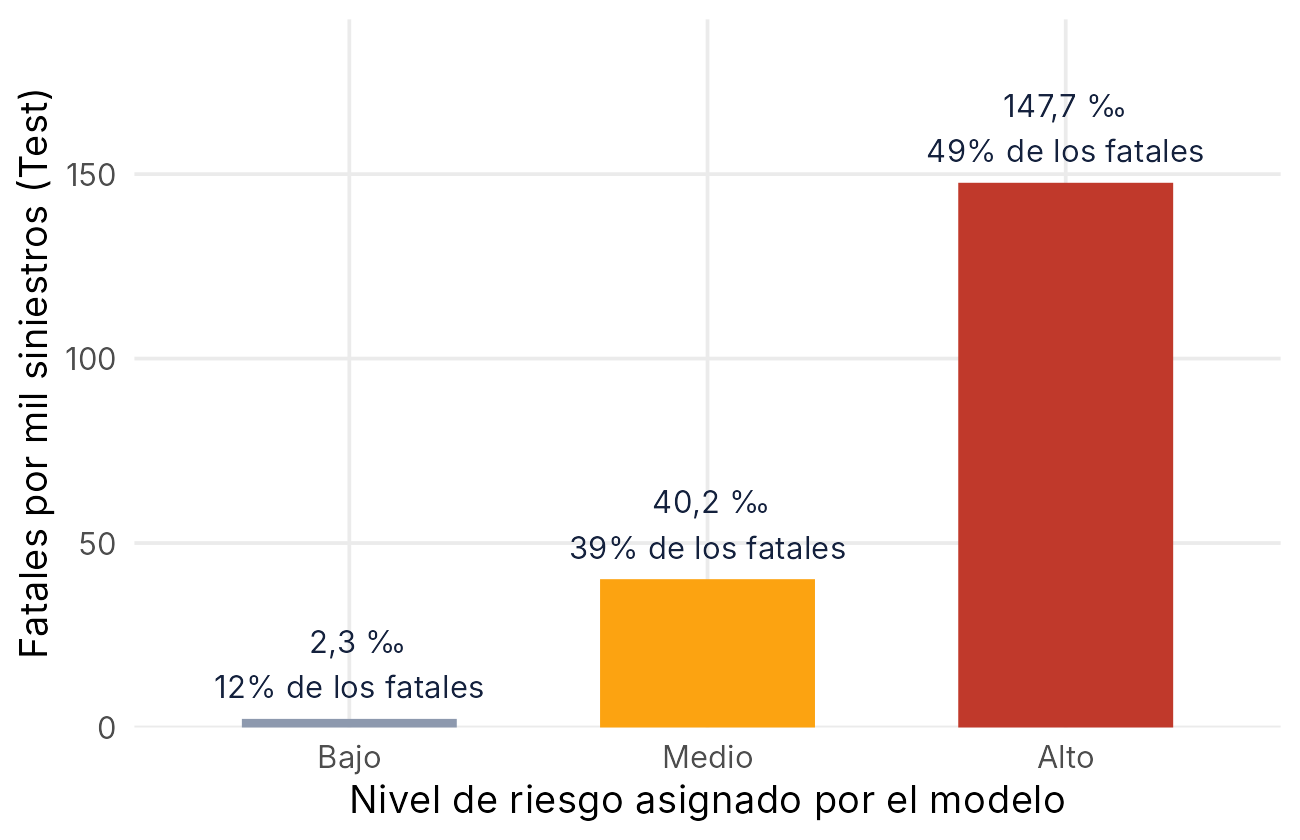 Fatales por mil siniestros (Test)
150
100
50
0
147,7 ‰
49% de los fatales
40,2 ‰
39% de los fatales
2,3 ‰
12% de los fatales
Bajo
Medio
Alto
Nivel de riesgo asignado por el modelo